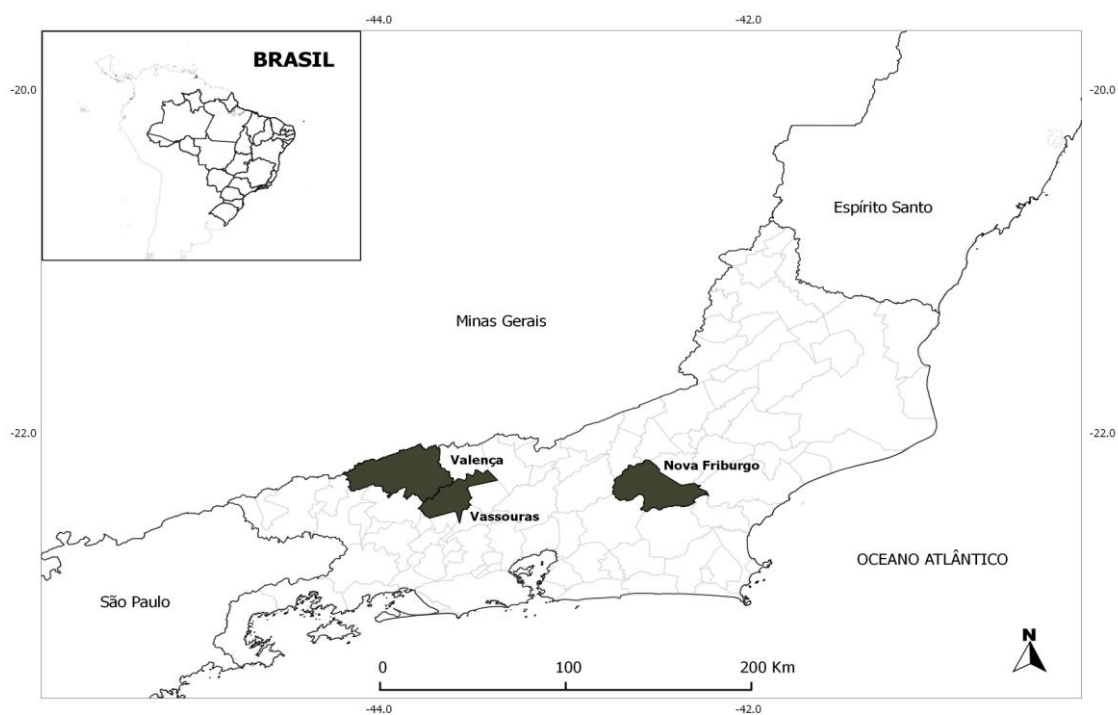 -44.0
-42.0
BRASIL
-20.0
-20.0
Espírito Santo
Minas Gerais
-22.0
-22.0
Valença
Nova Friburgo
Vassouras
OCEANO ATLÂNTICO
São Paulo
N
0
100
200 Km
-44.0
-42.0